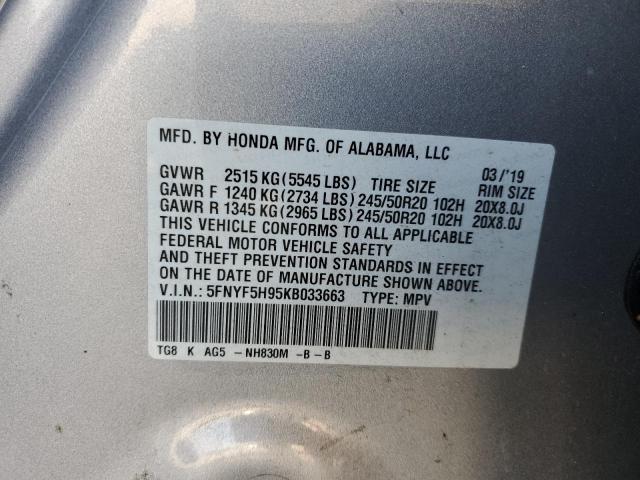 MFD. BY HONDA MFG. OF ALABAMA, LLC
GVWR 2515 KG (5545 LBS) TIRE SIZE 03/'19 RIM SIZE
GAWR F 1240 KG (2734 LBS) 245/50R20 102H 20X8.0J
GAWR R 1345 KG (2965 LBS) 245/50R20 102H 20X8.0J
THIS VEHICLE CONFORMS TO ALL APPLICABLE
FEDERAL MOTOR VEHICLE SAFETY
AND THEFT PREVENTION STANDARDS IN EFFECT
ON THE DATE OF MANUFACTURE SHOWN ABOVE.
V.I.N.: 5FNYF5H95KB033663 TYPE: MPV
TG8 K AG5 -NH830M -B-B